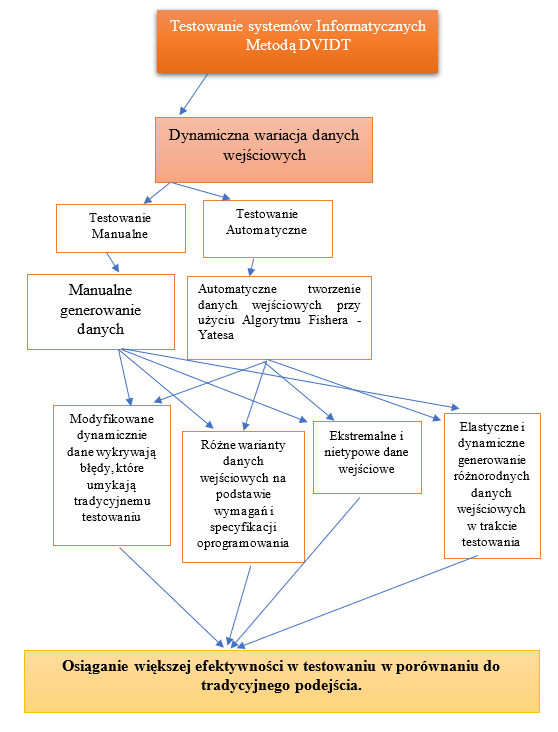 Testowanie systemów Informatycznych
Metodą DVIDT
Dynamiczna wariacja danych
wejściowych
Testowanie
Manualne
Testowanie
Automatyczne
Manualne
generowanie
danych
Automatyczne tworzenie
danych wejściowych przy
użyciu Algorytmu Fishera -
Yatesa
Modyfikowane
dynamicznie
dane wykrywają
błędy, które
umykają
tradycyjnemu
testowaniu
Różne warianty
danych
wejściowych na
podstawie
wymagań i
specyfikacji
oprogramowania
Ekstremalne i
nietypowe dane
wejściowe
Elastyczne i
dynamiczne
generowanie
różnorodnych
danych
wejściowych
w trakcie
testowania
Osiąganie większej efektywności w testowaniu w porównaniu do
tradycyjnego podejścia.